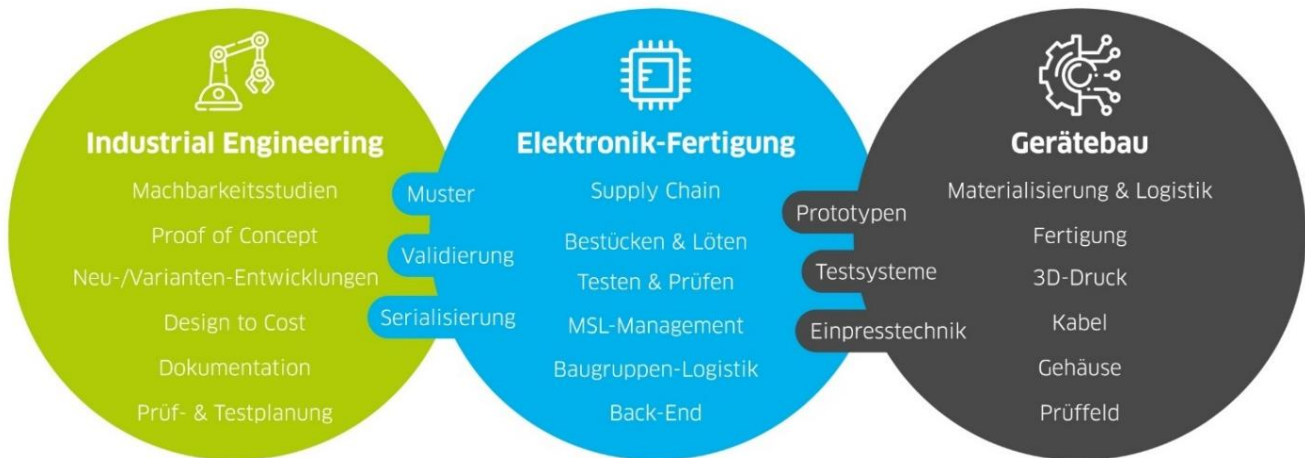 Industrial Engineering
Machbarkeitsstudien
Proof of Concept
Neu-/Varianten-Entwicklungen
Design to Cost
Dokumentation
Prüf- & Testplanung
Muster
Validierung
Serialisierung
Elektronik-Fertigung
Supply Chain
Bestücken & Löten
Testen & Prüfen
MSL-Management
Baugruppen-Logistik
Back-End
Prototypen
Testsysteme
Einpresstechnik
Gerätebau
Materialisierung & Logistik
Fertigung
3D-Druck
Kabel
Gehäuse
Prüffeld